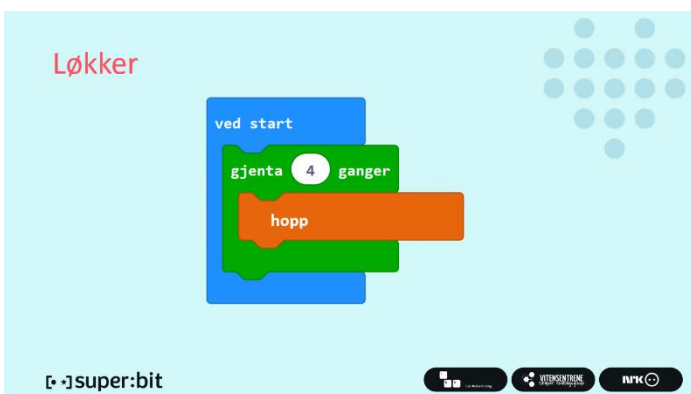 Løkker
ved start
gjenta 4 ganger
hopp
super:bit
VITENSENTRENE
NRK